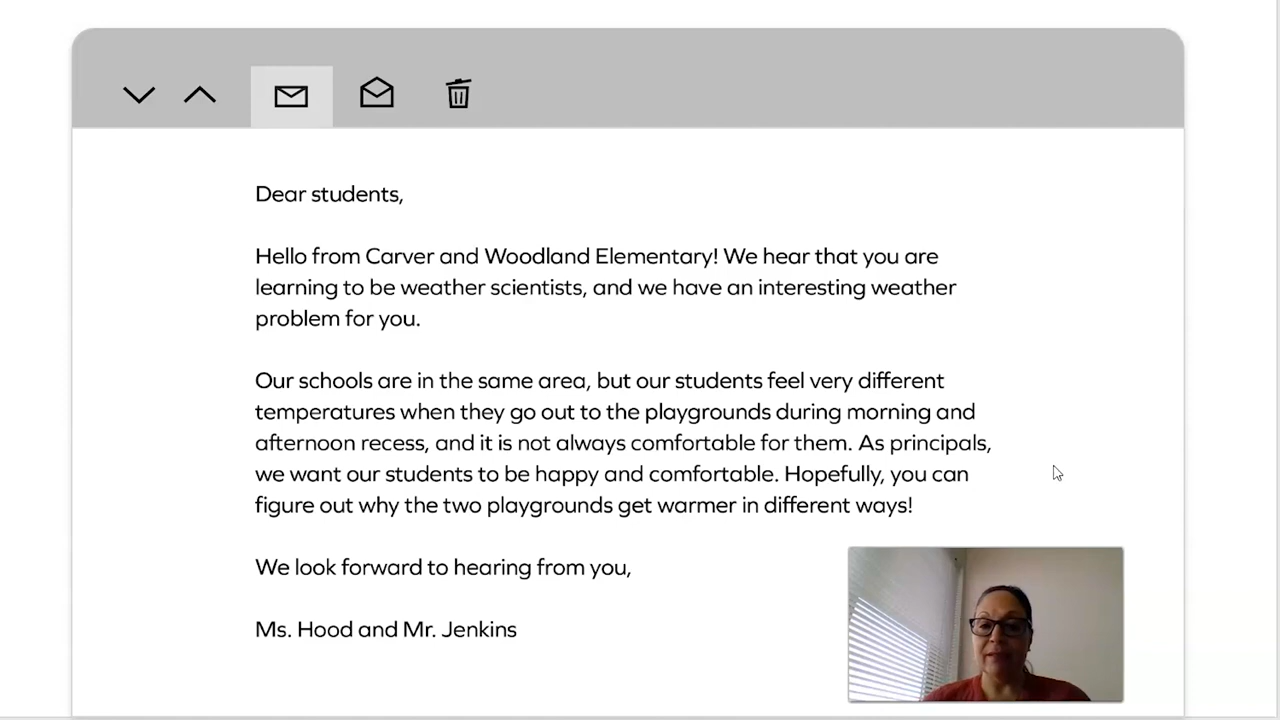 Dear students,
Hello from Carver and Woodland Elementary! We hear that you are
learning to be weather scientists, and we have an interesting weather
problem for you.
Our schools are in the same area, but our students feel very different
temperatures when they go out to the playgrounds during morning and
afternoon recess, and it is not always comfortable for them. As principals,
we want our students to be happy and comfortable. Hopefully, you can
figure out why the two playgrounds get warmer in different ways!
We look forward to hearing from you,
Ms. Hood and Mr. Jenkins